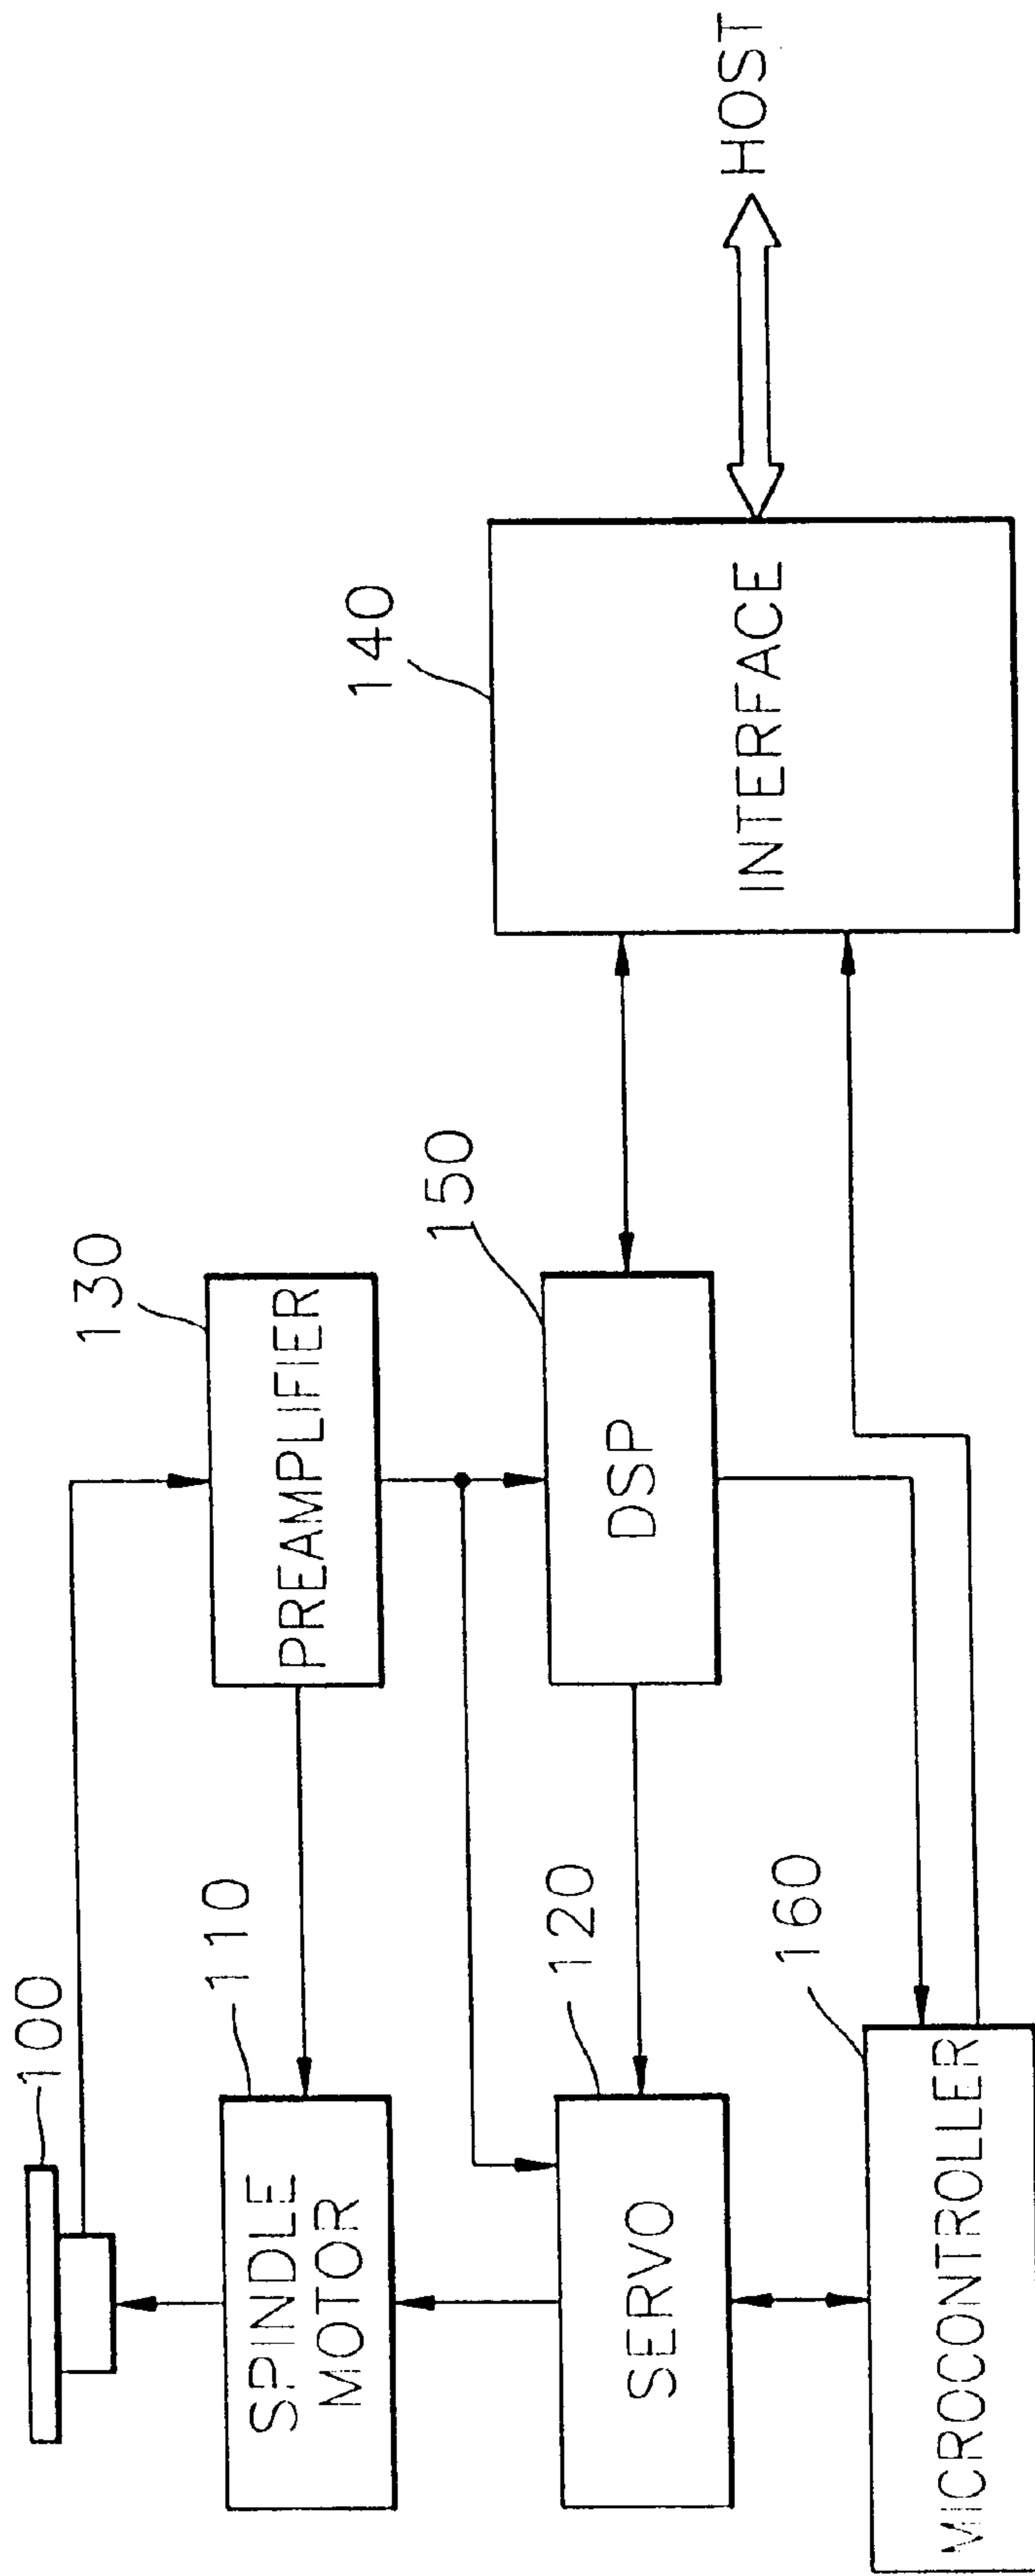 100
110
SPINDLE
MOTOR
130
PREAMPLIFIER
120
SERVO
150
DSP
140
INTERFACE
HOST
160
MICROCONTROLLER